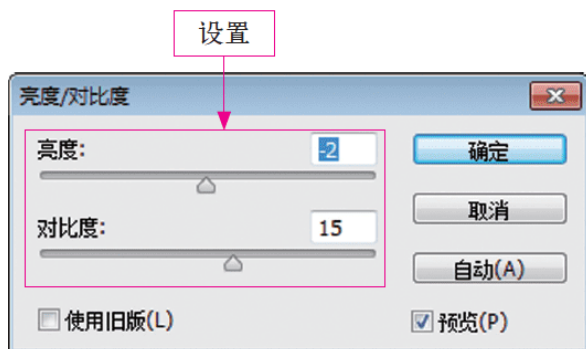 设置
亮度/对比度
亮度: -2
确定
取消
对比度: 15
自动(A)
使用旧版(L)
预览(P)